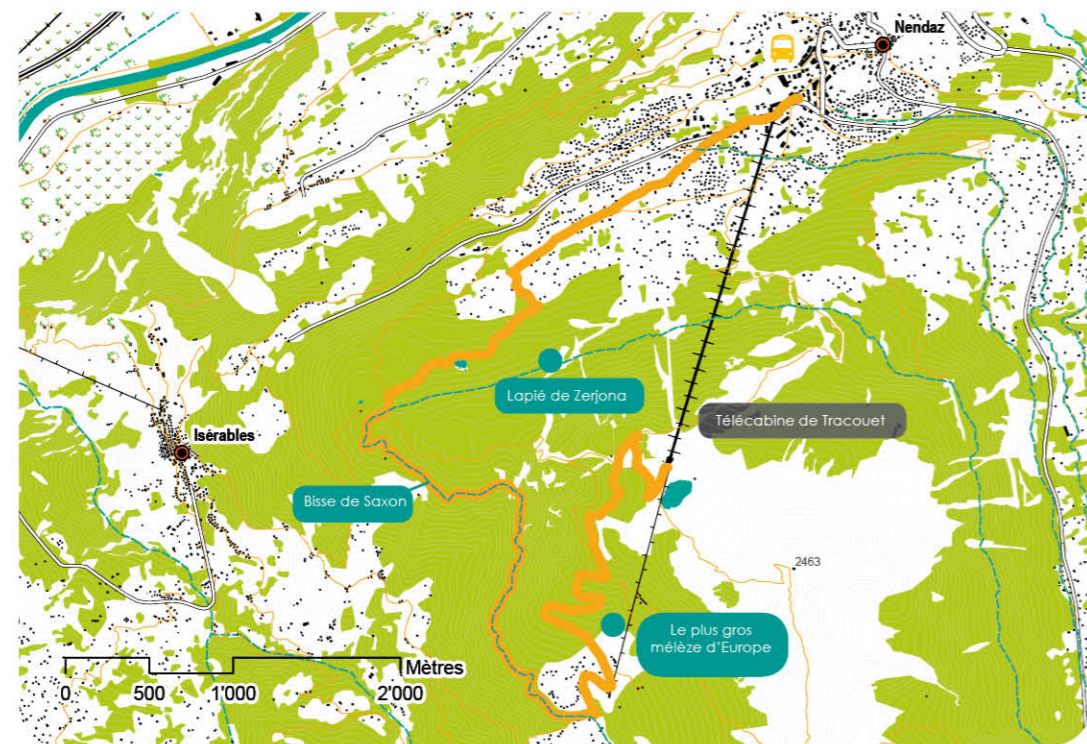 Nendaz
Lapié de Zerjona
Télécabine de Tracouet
Isérables
Bisse de Saxon
2463
Le plus gros
mélèze d'Europe
Mètres
0 500 1'000 2'000